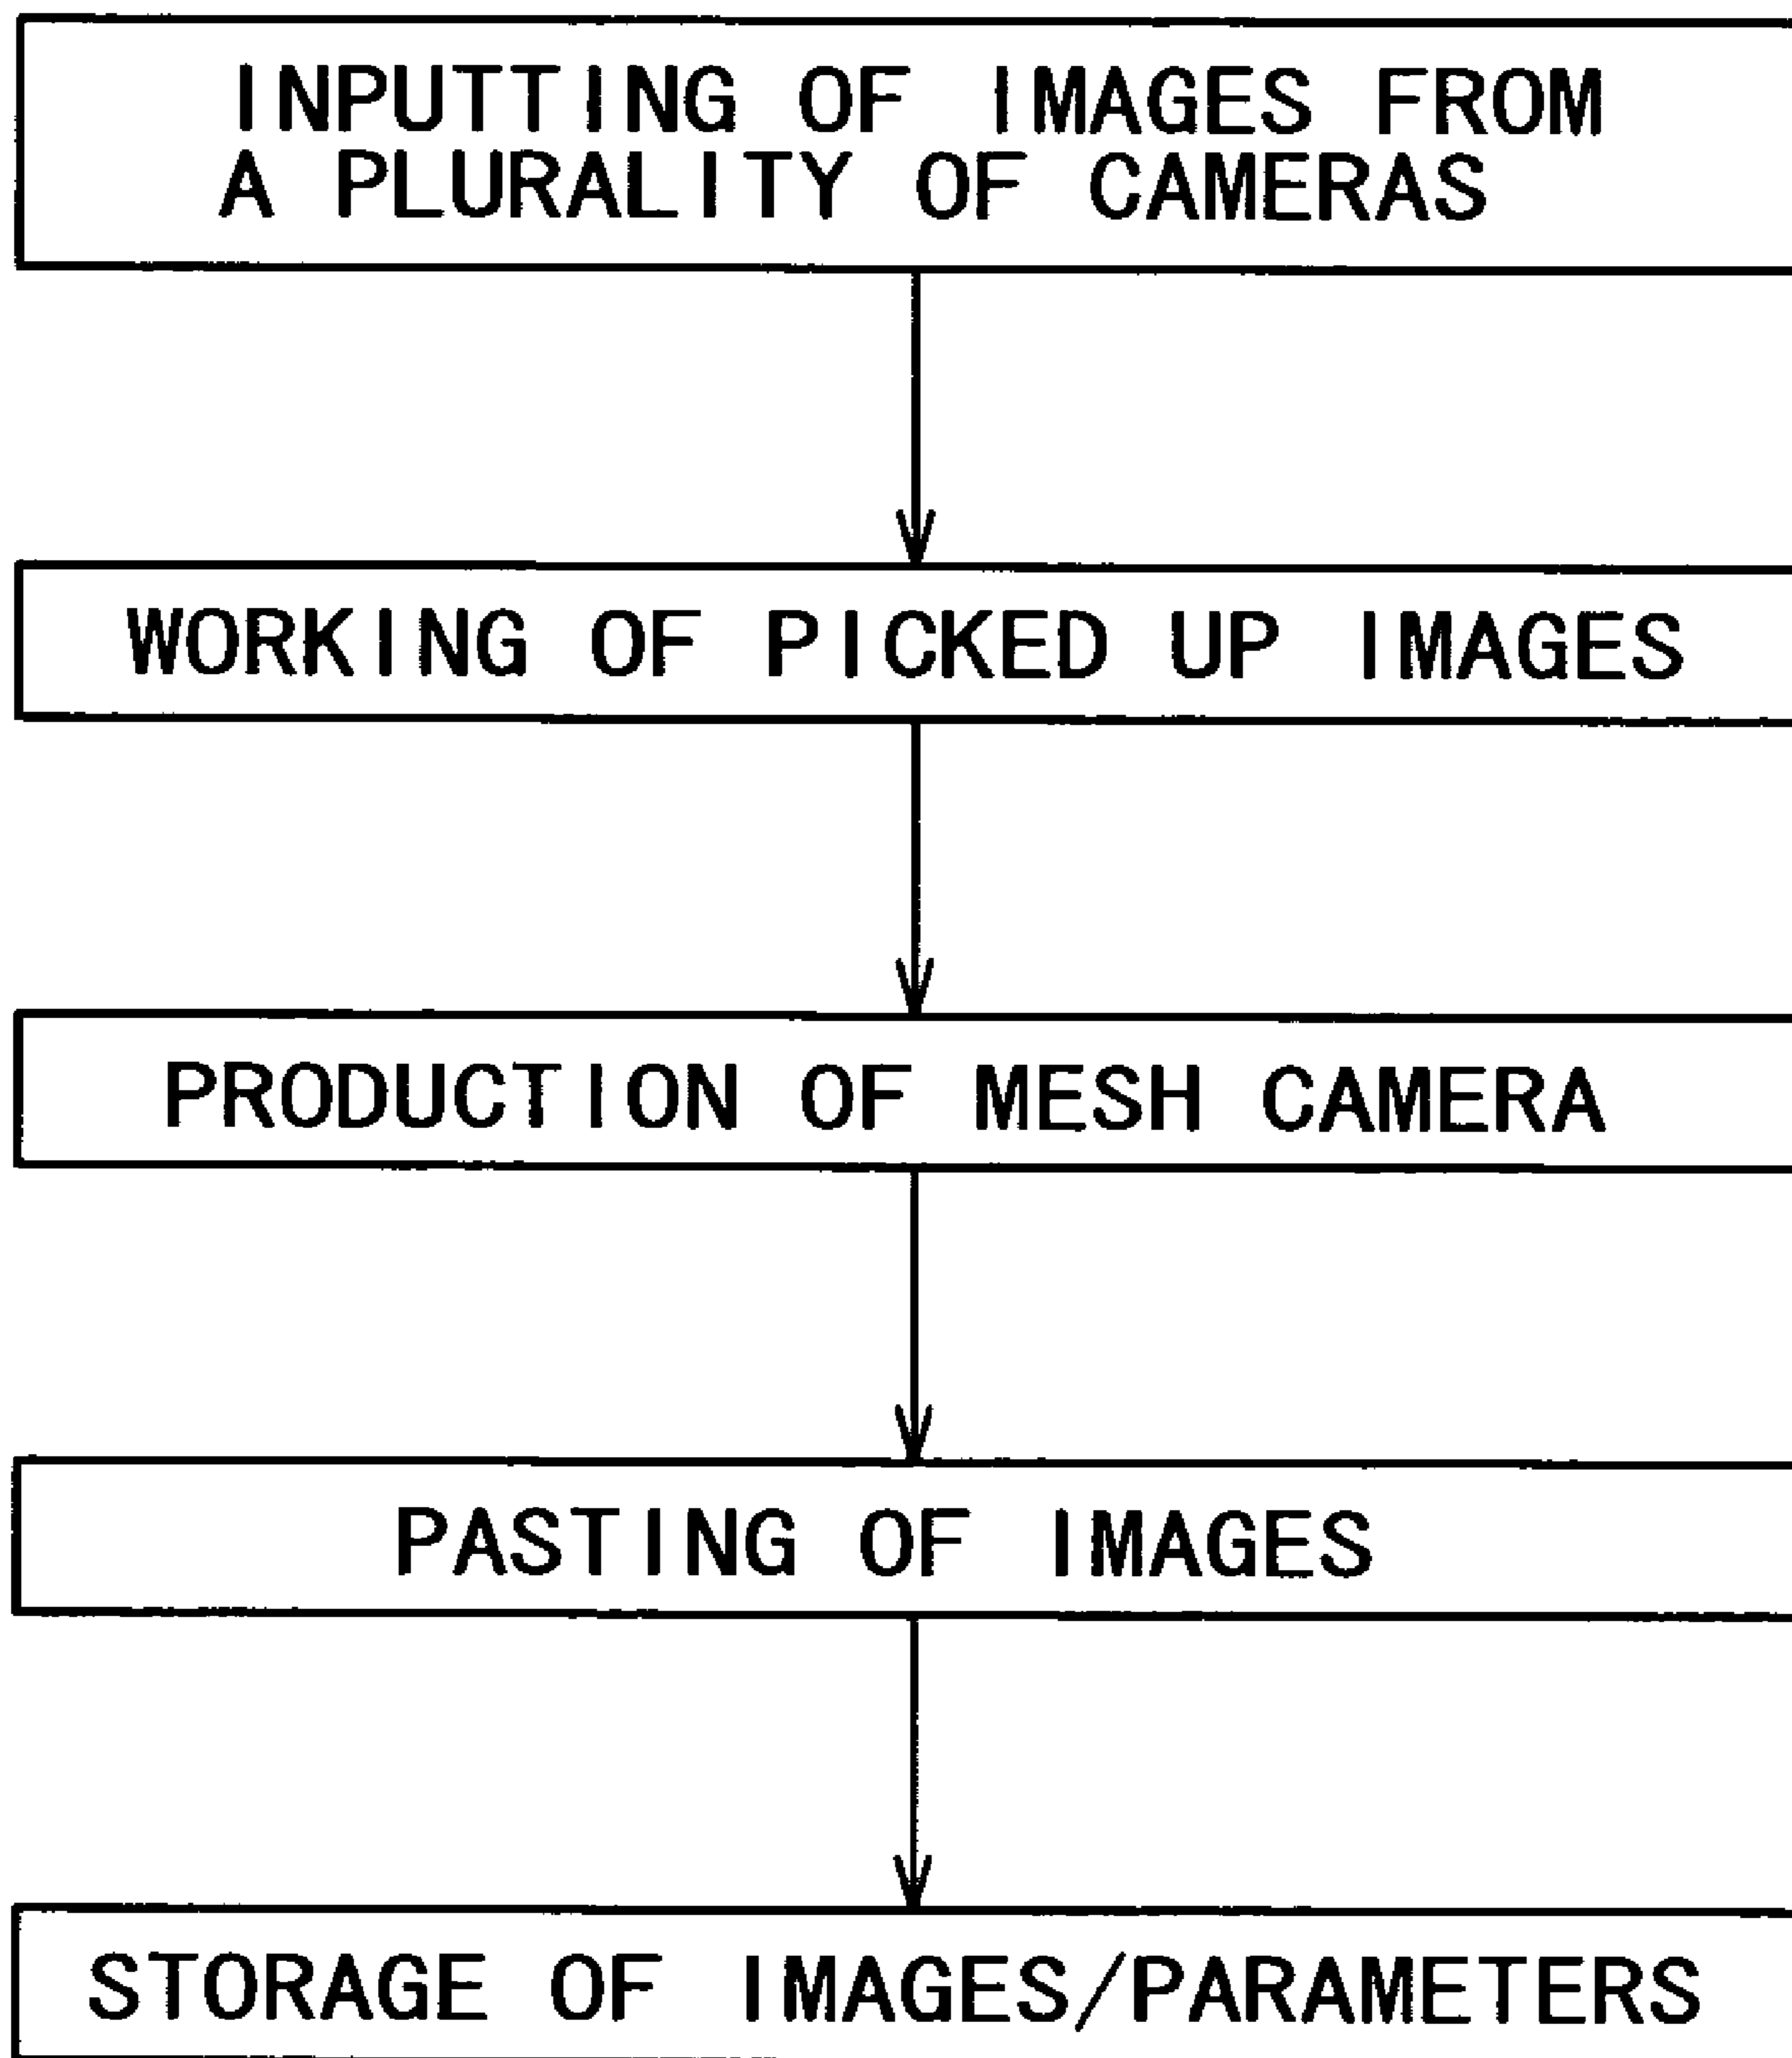 INPUTTING OF IMAGES FROM
A PLURALITY OF CAMERAS
WORKING OF PICKED UP IMAGES
PRODUCTION OF MESH CAMERA
PASTING OF IMAGES
STORAGE OF IMAGES/PARAMETERS